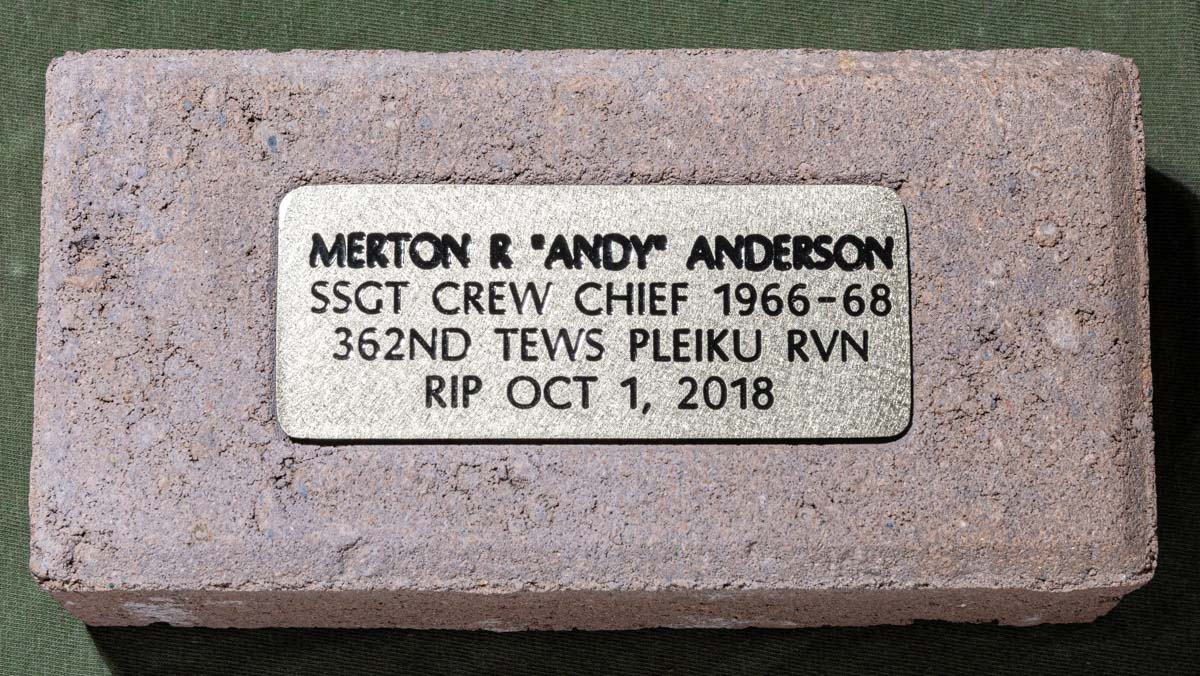 MERTON R "ANDY" ANDERSON
SSGT CREW CHIEF 1966-68
362ND TEWS PLEIKU RVN
RIP OCT 1, 2018